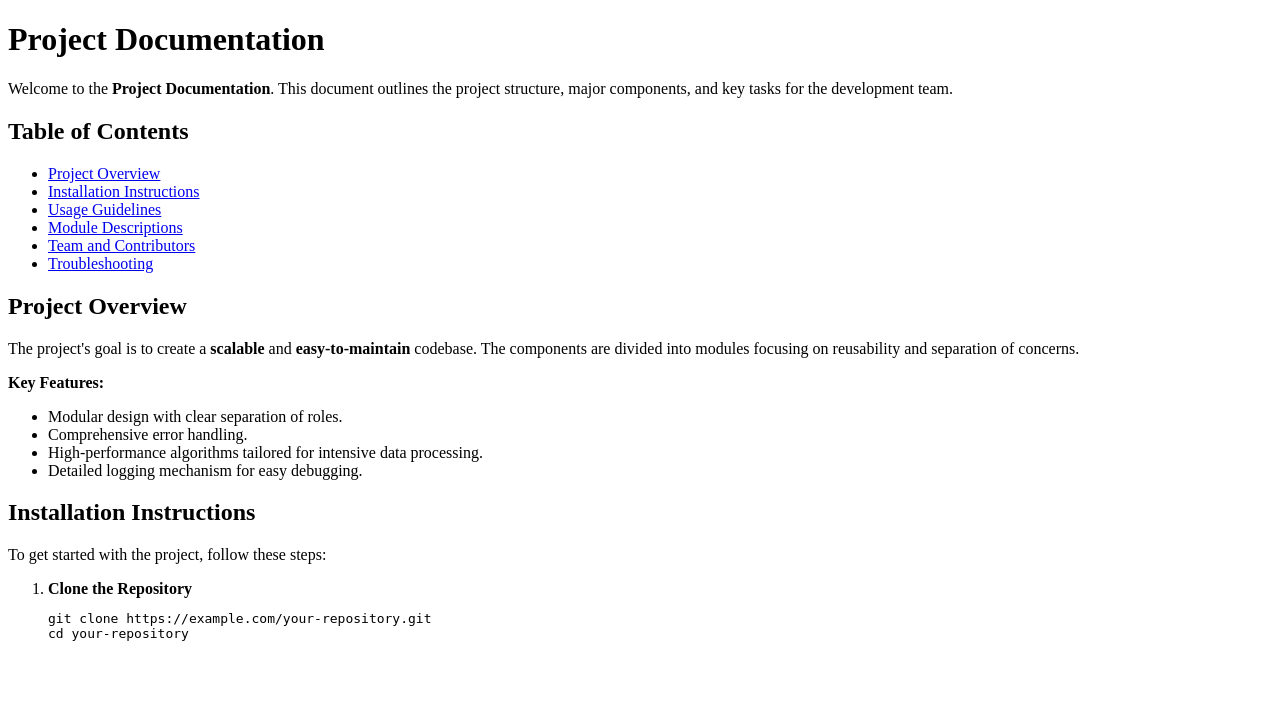 Project Documentation
Welcome to the Project Documentation. This document outlines the project structure, major components, and key tasks for the development team.
Table of Contents
Project Overview
Installation Instructions
Usage Guidelines
Module Descriptions
Team and Contributors
Troubleshooting
Project Overview
The project's goal is to create a scalable and easy-to-maintain codebase. The components are divided into modules focusing on reusability and separation of concerns.
Key Features:
Modular design with clear separation of roles.
Comprehensive error handling.
High-performance algorithms tailored for intensive data processing.
Detailed logging mechanism for easy debugging.
Installation Instructions
To get started with the project, follow these steps:
1. Clone the Repository
git clone https://example.com/your-repository.git
cd your-repository